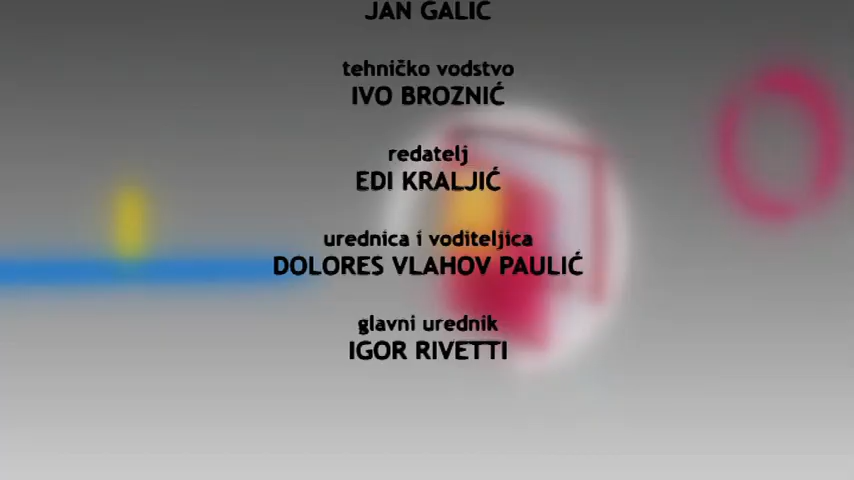 JAN GALIĆ
tehničko vodstvo
IVO BROZNIĆ
redatelj
EDI KRALJIĆ
urednica i voditeljica
DOLORES VLAHOV PAULIĆ
glavni urednik
IGOR RIVETTI